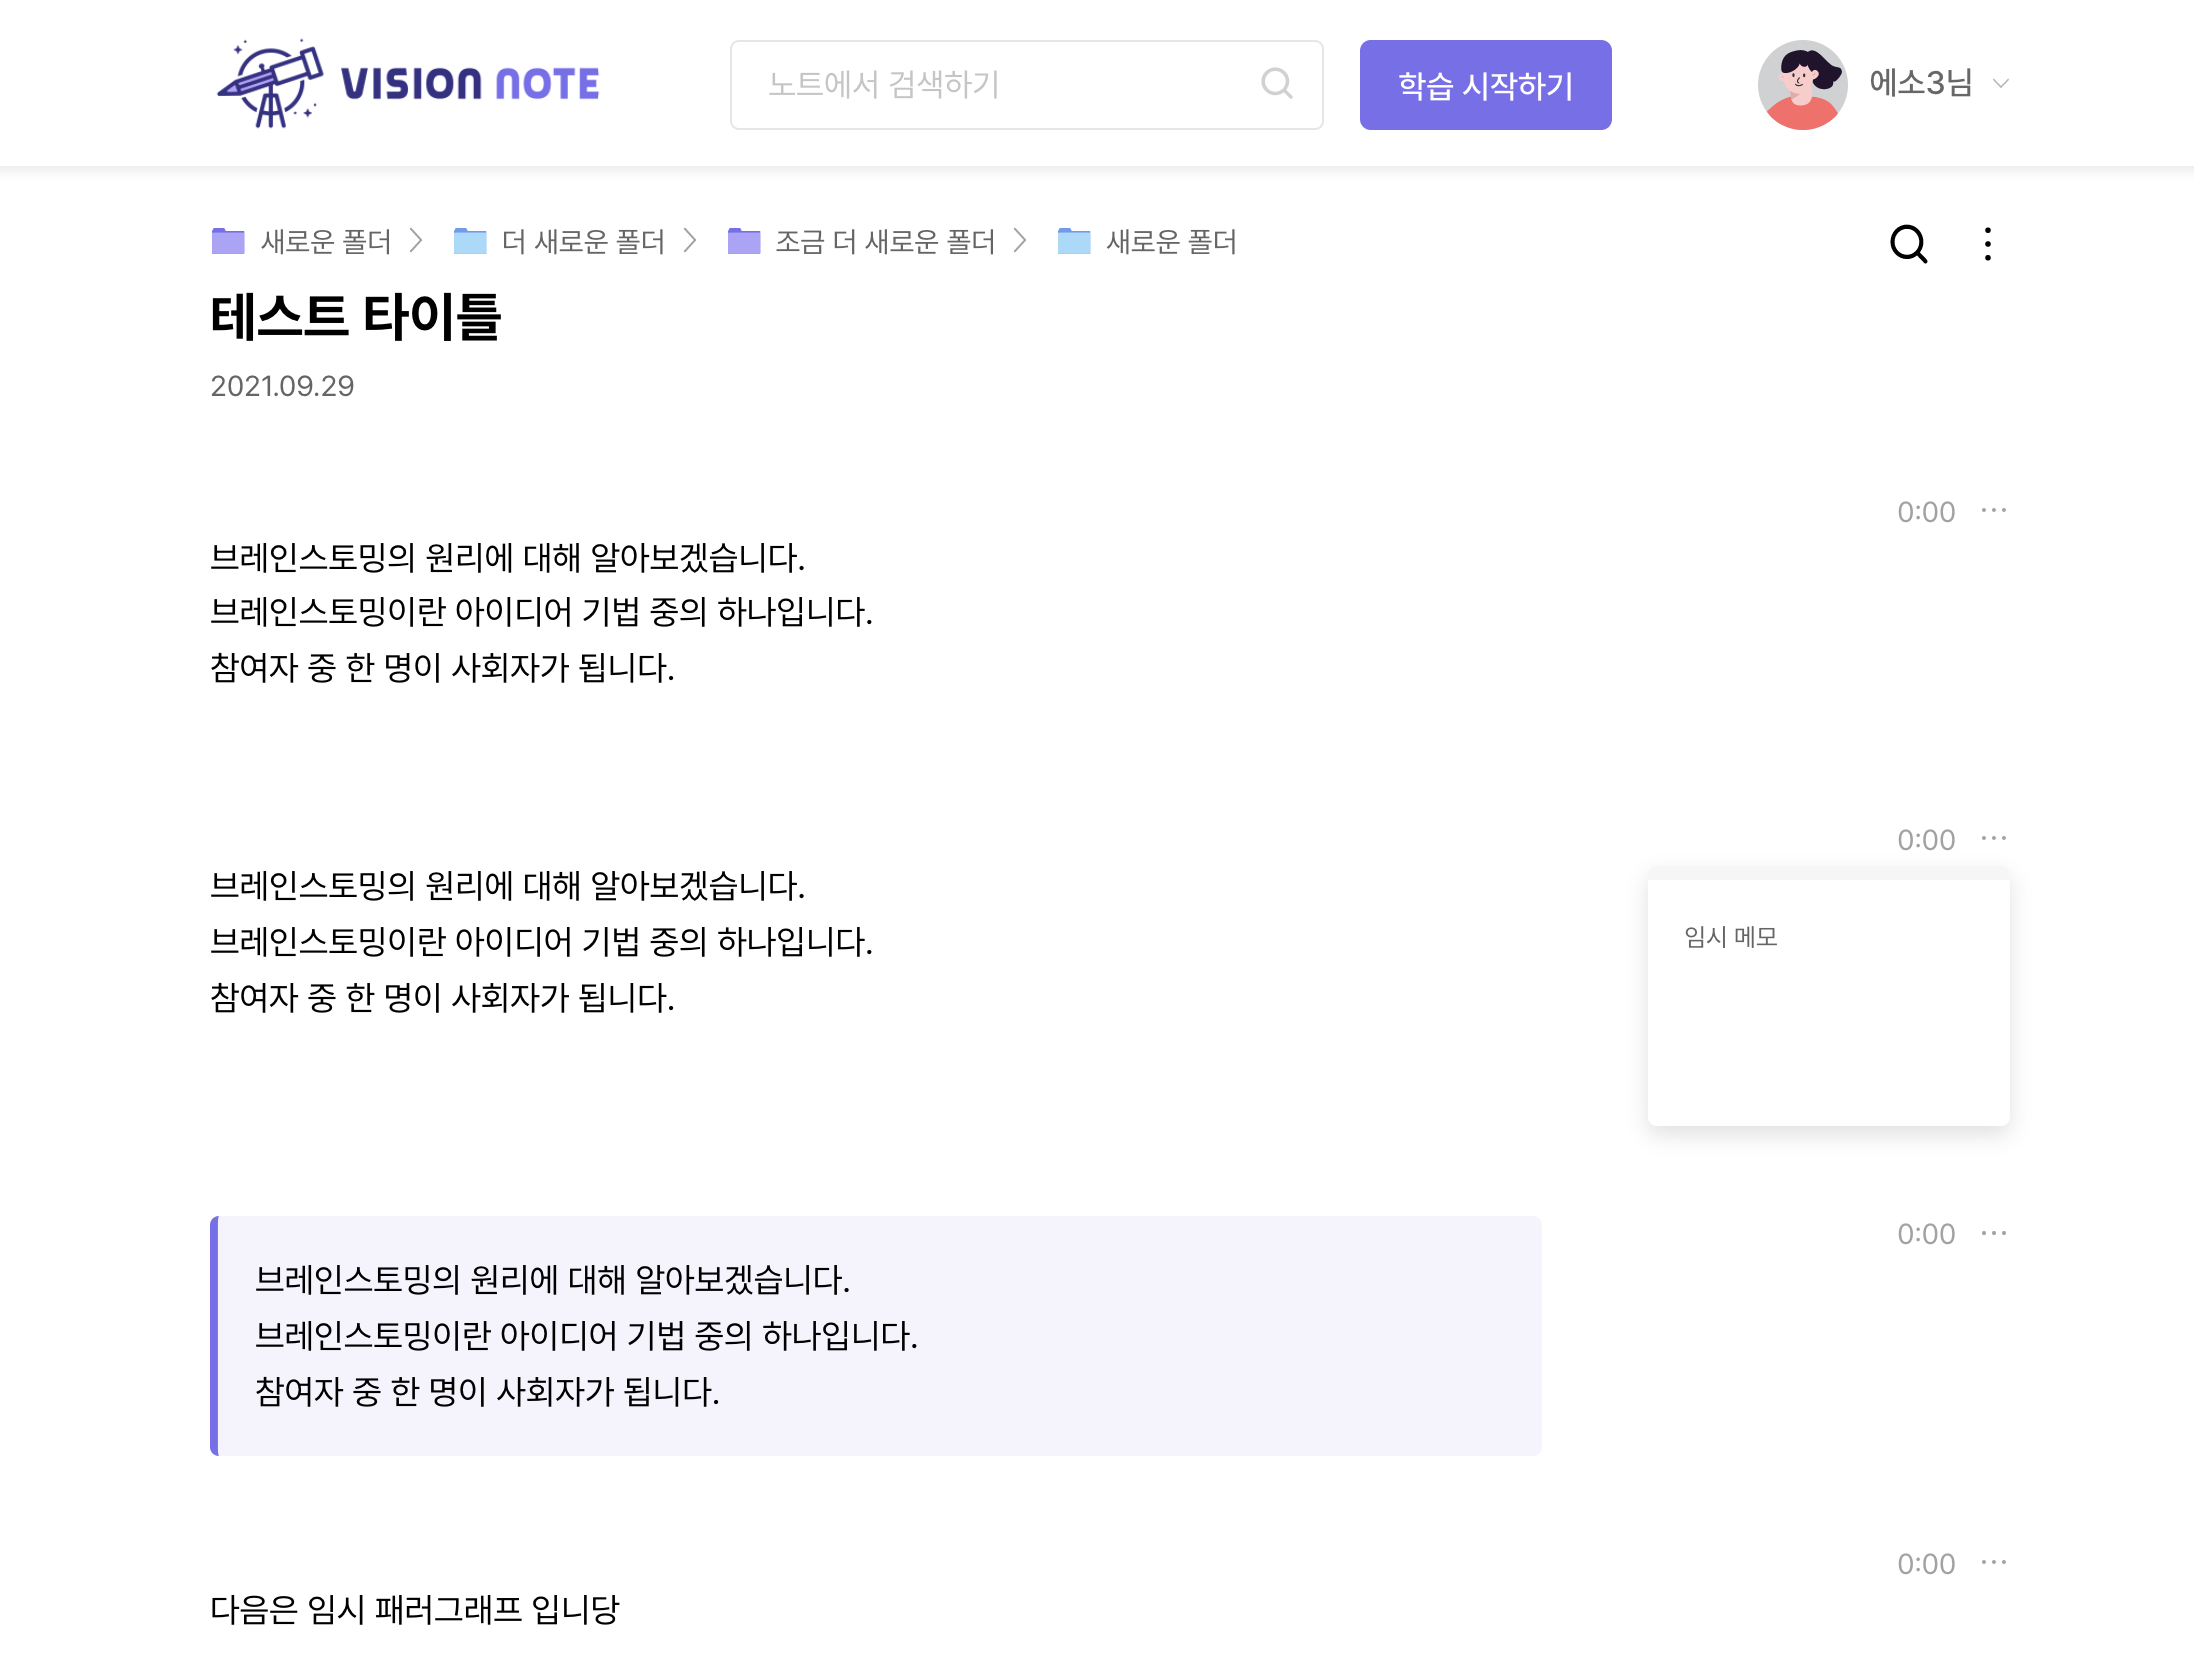 VISION NOTE
노트에서 검색하기
학습 시작하기
에소3님
새로운 폴더
더 새로운 폴더
조금 더 새로운 폴더
새로운 폴더
테스트 타이틀
2021.09.29
0:00
브레인스토밍의 원리에 대해 알아보겠습니다.
브레인스토밍이란 아이디어 기법 중의 하나입니다.
참여자 중 한 명이 사회자가 됩니다.
0:00
브레인스토밍의 원리에 대해 알아보겠습니다.
브레인스토밍이란 아이디어 기법 중의 하나입니다.
참여자 중 한 명이 사회자가 됩니다.
임시 메모
0:00
브레인스토밍의 원리에 대해 알아보겠습니다.
브레인스토밍이란 아이디어 기법 중의 하나입니다.
참여자 중 한 명이 사회자가 됩니다.
0:00
다음은 임시 패러그래프 입니당